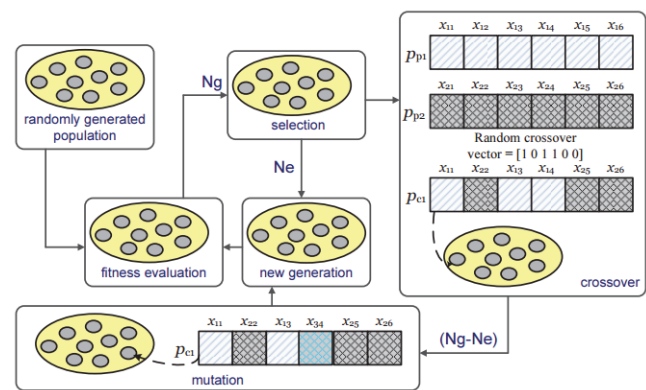 randomly generated
population
Ng
selection
Ne
fitness evaluation
new generation
x11 x12 x13 x14 x15 x16
pp1
x21 x22 x23 x24 x25 x26
pp2
Random crossover
vector = [1 0 1 1 0 0]
x11 x22 x13 x14 x25 x26
pc1
crossover
(Ng-Ne)
x11 x22 x13 x34 x25 x26
pc1
mutation